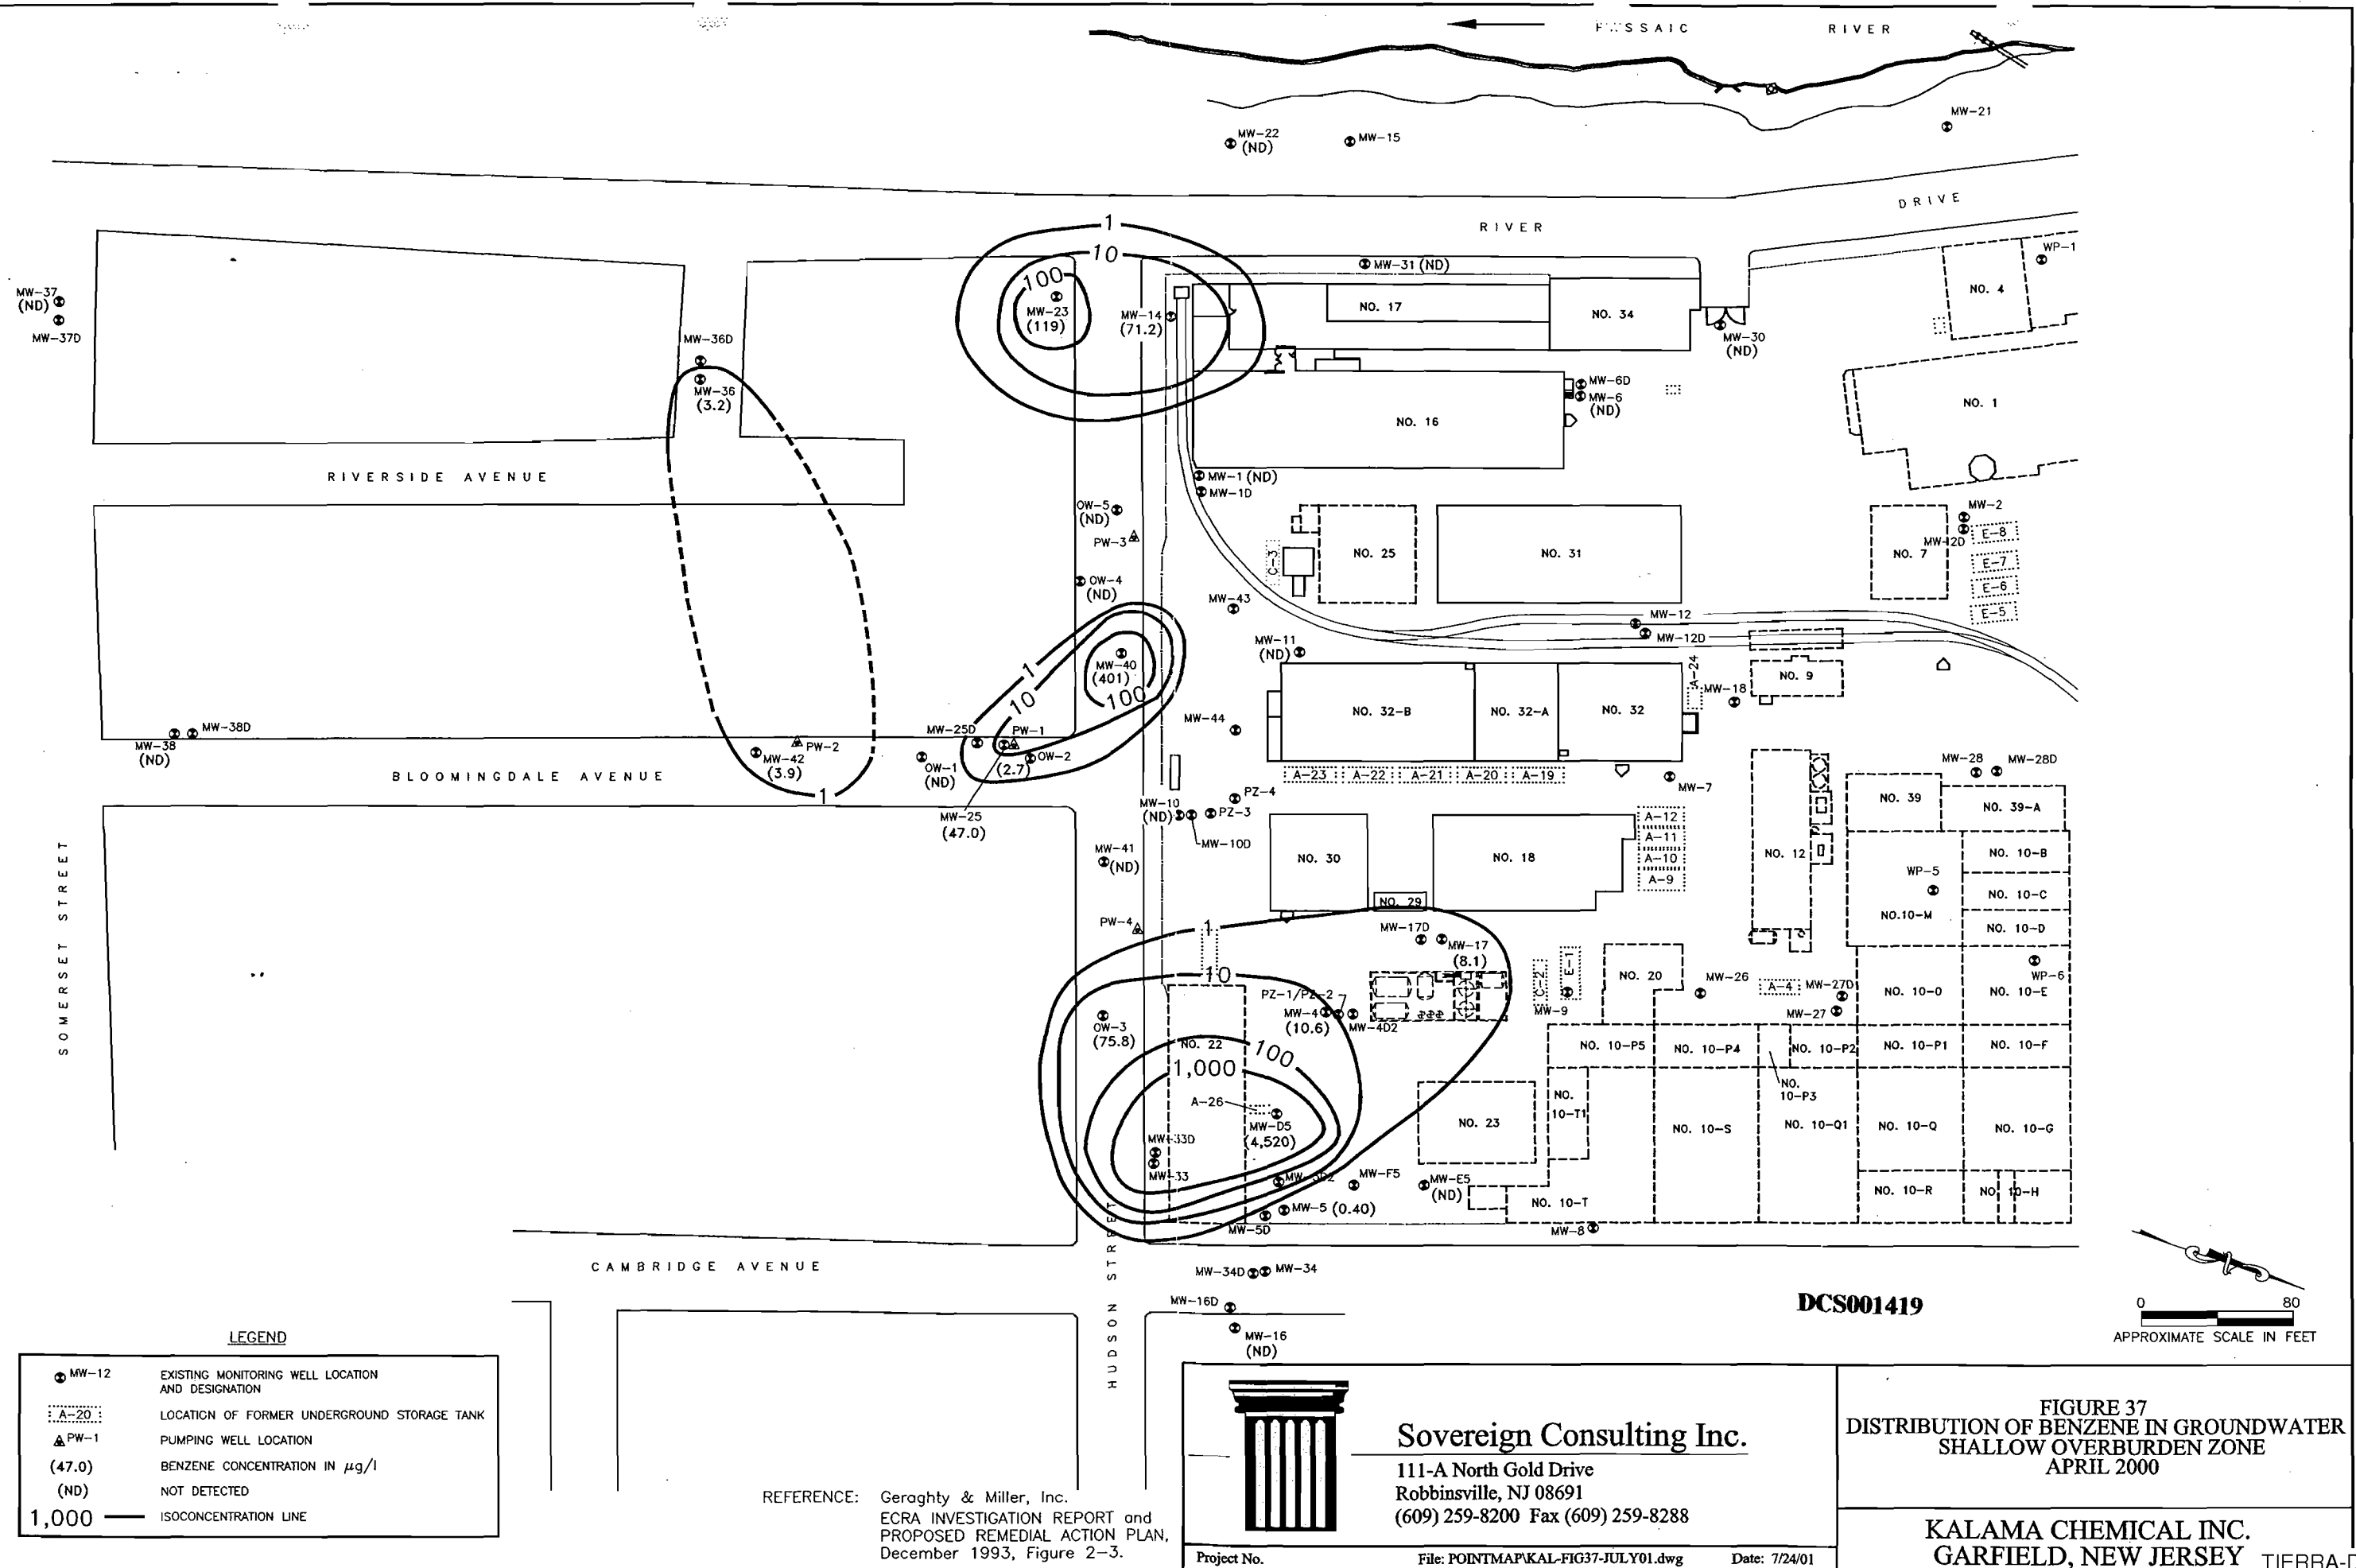 PASSAIC RIVER
MW-21
MW-22
(ND)
MW-15
DRIVE
RIVER
1
10
100
MW-23
(119)
MW-14
(71.2)
MW-31 (ND)
NO. 17
NO. 34
MW-30
(ND)
NO. 4
WP-1
MW-37
(ND)
MW-37D
MW-36D
MW-36
(3.2)
MW-6D
MW-6
(ND)
NO. 16
NO. 1
RIVERSIDE AVENUE
MW-1 (ND)
MW-1D
OW-5
(ND)
PW-3
OW-4
(ND)
C-3
NO. 25
NO. 31
NO. 7
MW-2
MW-2D
E-8
E-7
E-6
E-5
MW-43
MW-12
MW-12D
MW-11
(ND)
1
10
100
MW-40
(401)
A-24
MW-18
NO. 9
NO. 32-B
NO. 32-A
NO. 32
MW-44
MW-38
(ND)
MW-38D
MW-42
(3.9)
PW-2
1
MW-25D
PW-1
OW-1
(ND)
OW-2
(2.7)
MW-25
(47.0)
BLOOMINGDALE AVENUE
A-23
A-22
A-21
A-20
A-19
MW-7
MW-28
MW-28D
MW-10
(ND)
PZ-4
PZ-3
MW-10D
NO. 39
NO. 39-A
A-12
A-11
A-10
A-9
NO. 30
NO. 18
NO. 12
NO. 10-B
WP-5
NO. 10-C
NO.10-M
NO. 10-D
MW-41
(ND)
SOMERSET STREET
NO. 29
PW-4
1
MW-17D
MW-17
(8.1)
10
C-2
E-1
MW-9
NO. 20
MW-26
A-4
MW-27D
MW-27
NO. 10-O
WP-6
NO. 10-E
PZ-1/PZ-2
MW-4
(10.6)
MW-4D2
OW-3
(75.8)
NO. 22
100
1,000
NO. 10-P5
NO. 10-P4
NO. 10-P2
NO. 10-P1
NO. 10-F
NO.
10-P3
A-26
MW-D5
(4,520)
NO. 23
NO.
10-T1
NO. 10-S
NO. 10-Q1
NO. 10-Q
NO. 10-G
MW-33D
MW-33
MW-F5
MW-E5
(ND)
MW-5 (0.40)
MW-5D
NO. 10-T
NO. 10-R
NO. 10-H
MW-8
CAMBRIDGE AVENUE
HUDSON STREET
MW-34D
MW-34
MW-16D
MW-16
(ND)
DCS001419
0 80
APPROXIMATE SCALE IN FEET
LEGEND
MW-12 EXISTING MONITORING WELL LOCATION
AND DESIGNATION
A-20 LOCATION OF FORMER UNDERGROUND STORAGE TANK
PW-1 PUMPING WELL LOCATION
(47.0) BENZENE CONCENTRATION IN µg/l
(ND) NOT DETECTED
1,000 ISOCONCENTRATION LINE
REFERENCE: Geraghty & Miller, Inc.
ECRA INVESTIGATION REPORT and
PROPOSED REMEDIAL ACTION PLAN,
December 1993, Figure 2-3.
Sovereign Consulting Inc.
111-A North Gold Drive
Robbinsville, NJ 08691
(609) 259-8200 Fax (609) 259-8288
Project No. File: POINTMAP\KAL-FIG37-JULY01.dwg Date: 7/24/01
FIGURE 37
DISTRIBUTION OF BENZENE IN GROUNDWATER
SHALLOW OVERBURDEN ZONE
APRIL 2000
KALAMA CHEMICAL INC.
GARFIELD, NEW JERSEY